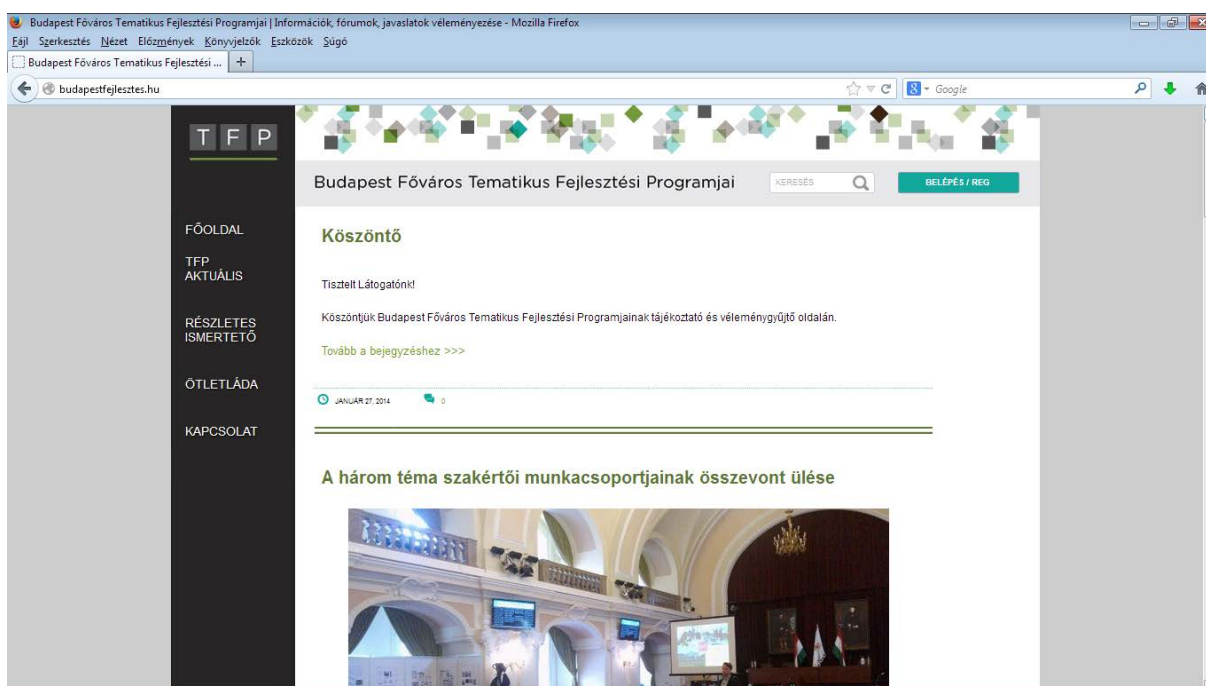 Budapest Főváros Tematikus Fejlesztési Programjai | Információk, fórumok, javaslatok véleményezése - Mozilla Firefox
Fájl Szerkesztés Nézet Előzmények Könyvjelzők Eszközök Súgó
Budapest Főváros Tematikus Fejlesztési ... +
budapestfejlesztes.hu
8 Google
TFP
Budapest Főváros Tematikus Fejlesztési Programjai
KERESÉS
BELÉPÉS / REG
FŐOLDAL
TFP
AKTUÁLIS
RÉSZLETES
ISMERTETŐ
ÖTLETLÁDA
KAPCSOLAT
Köszöntő
Tisztelt Látogatónk!
Köszöntjük Budapest Főváros Tematikus Fejlesztési Programjainak tájékoztató és véleménygyűjtő oldalán.
Tovább a bejegyzéshez >>>
JANUÁR 27, 2014 0
A három téma szakértői munkacsoportjainak összevont ülése